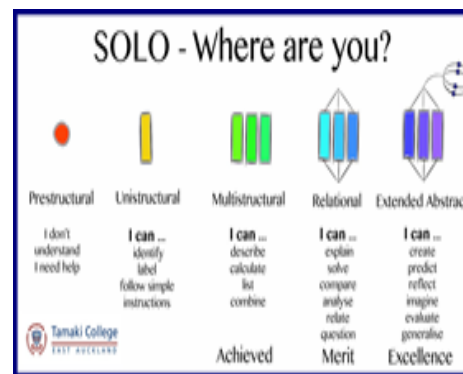 SOLO - Where are you?
Prestructural
I don't
understand
I need help
Unistructural
I can ...
identify
label
follow simple
instructions
Multistructural
I can ...
describe
calculate
list
combine
Achieved
Relational
I can ...
explain
solve
compare
analyse
relate
question
Merit
Extended Abstrac
I can ...
create
predict
reflect
imagine
evaluate
generalise
Excellence
Tamaki College
EAST AUCKLAND